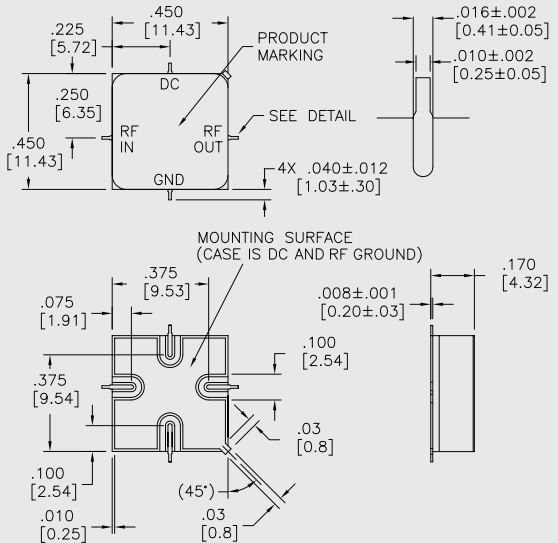 .450
[11.43]
.225
[5.72]
PRODUCT
MARKING
.016±.002
[0.41±0.05]
.010±.002
[0.25±0.05]
DC
.250
[6.35]
SEE DETAIL
RF
IN
RF
OUT
.450
[11.43]
GND
4X .040±.012
[1.03±.30]
MOUNTING SURFACE
(CASE IS DC AND RF GROUND)
.375
[9.53]
.170
[4.32]
.075
[1.91]
.008±.001
[0.20±.03]
.100
[2.54]
.375
[9.54]
.03
[0.8]
.100
[2.54]
(45°)
.010
[0.25]
.03
[0.8]